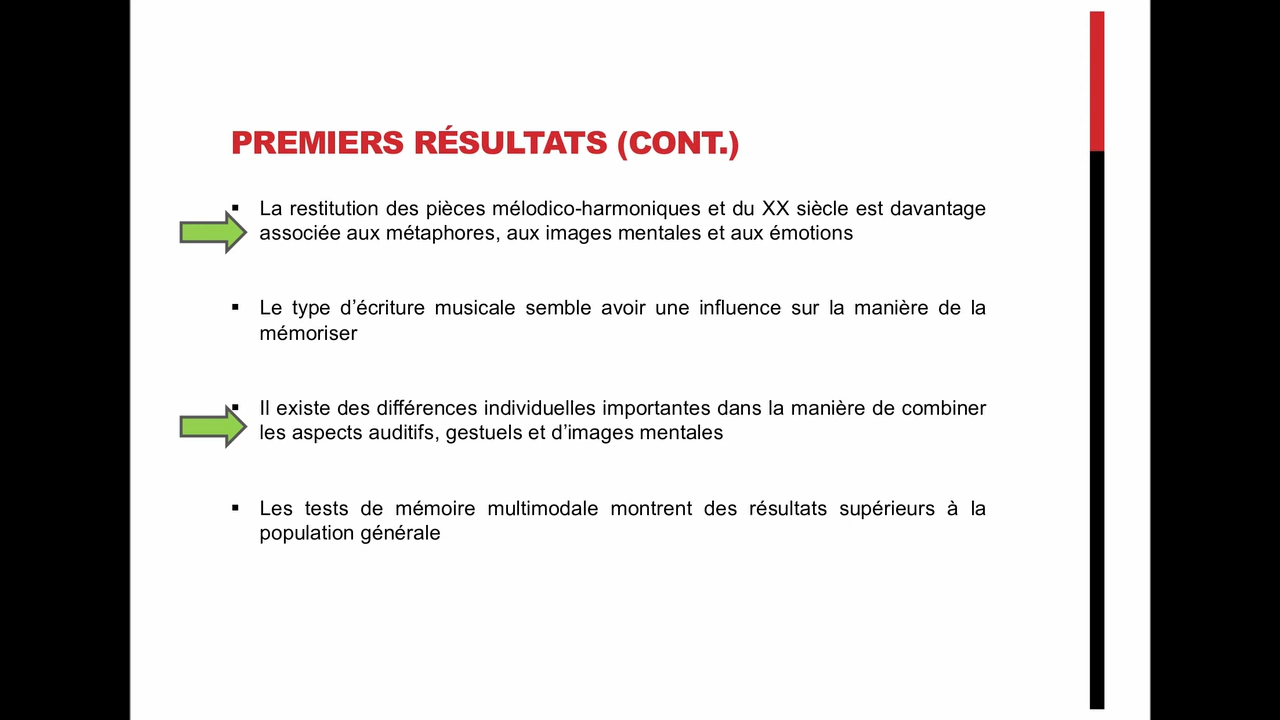 PREMIERS RÉSULTATS (CONT.)
▪ La restitution des pièces mélodico-harmoniques et du XX siècle est davantage
associée aux métaphores, aux images mentales et aux émotions
▪ Le type d’écriture musicale semble avoir une influence sur la manière de la
mémoriser
▪ Il existe des différences individuelles importantes dans la manière de combiner
les aspects auditifs, gestuels et d’images mentales
▪ Les tests de mémoire multimodale montrent des résultats supérieurs à la
population générale